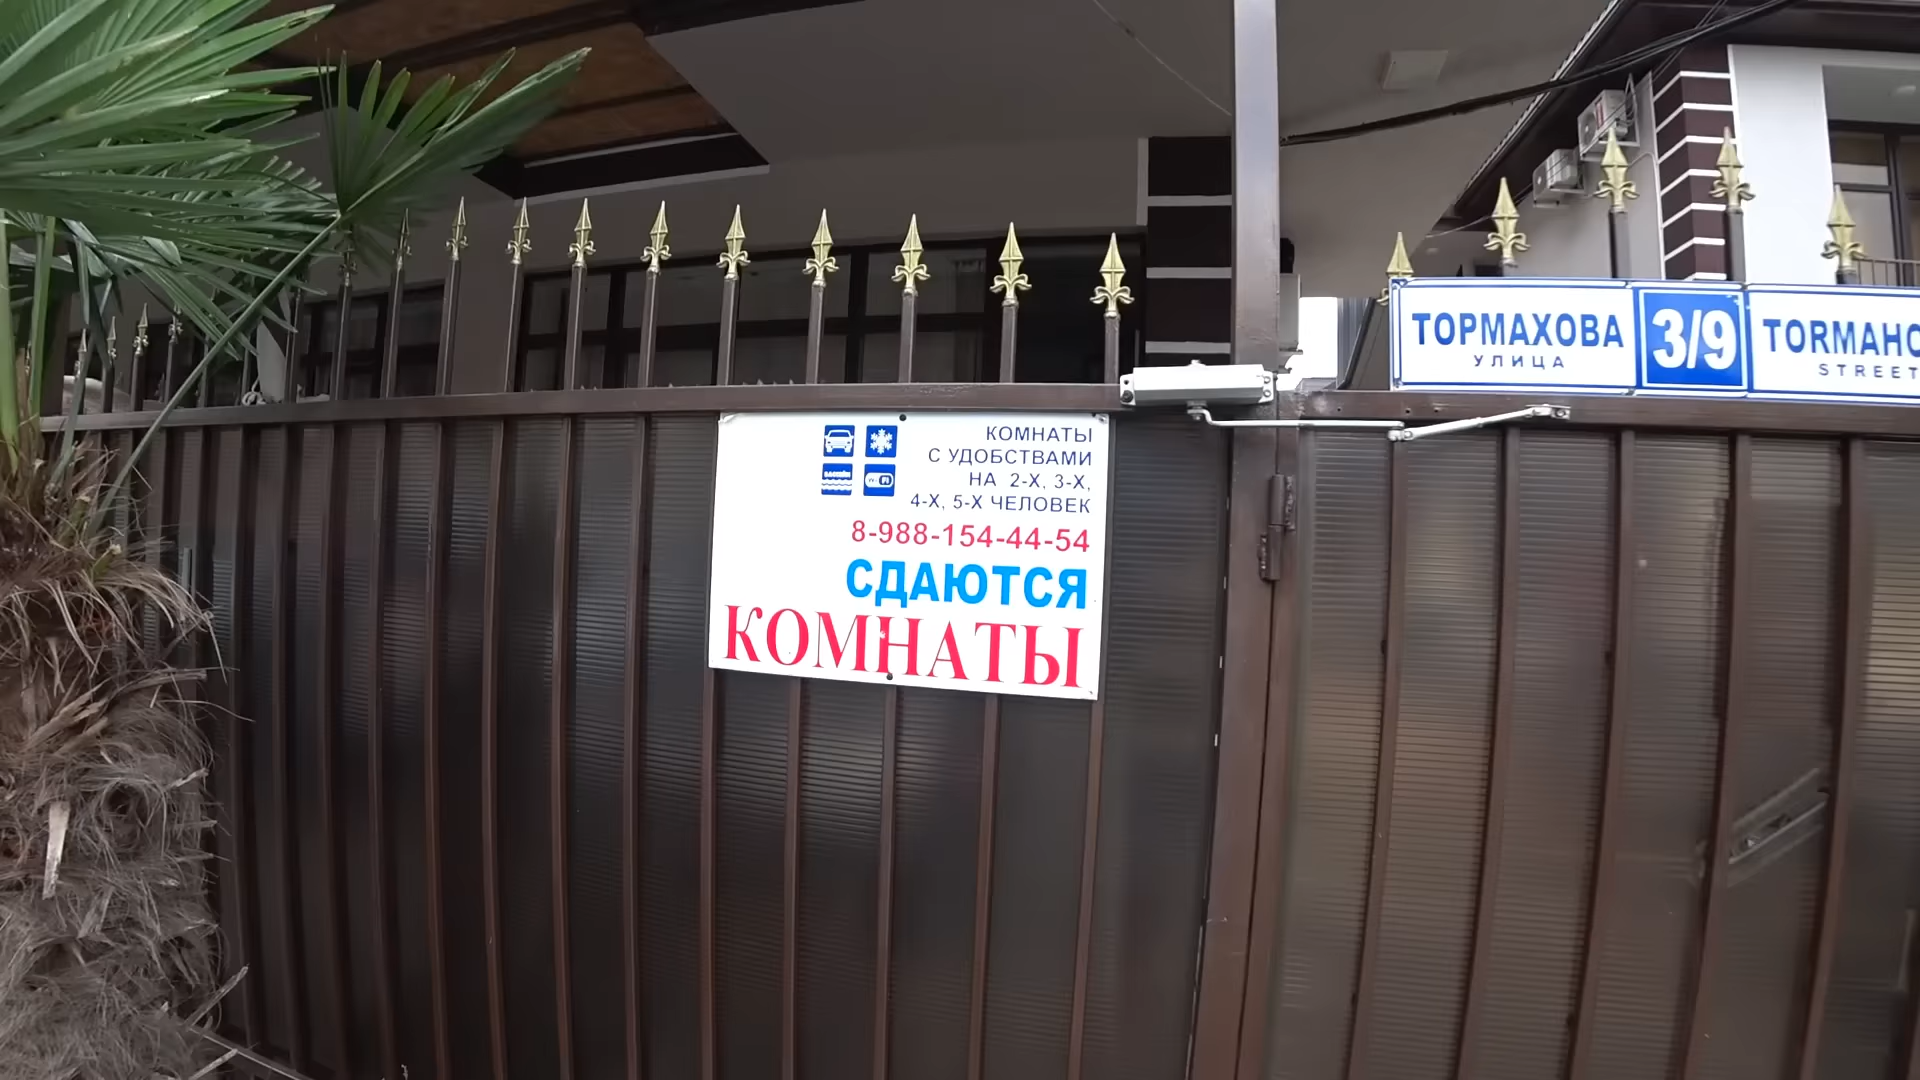 КОМНАТЫ
С УДОБСТВАМИ
НА 2-Х, 3-Х,
4-Х, 5-Х ЧЕЛОВЕК
8-988-154-44-54
СДАЮТСЯ
КОМНАТЫ
ТОРМАХОВА
УЛИЦА
3/9
TORMAHO
STREET